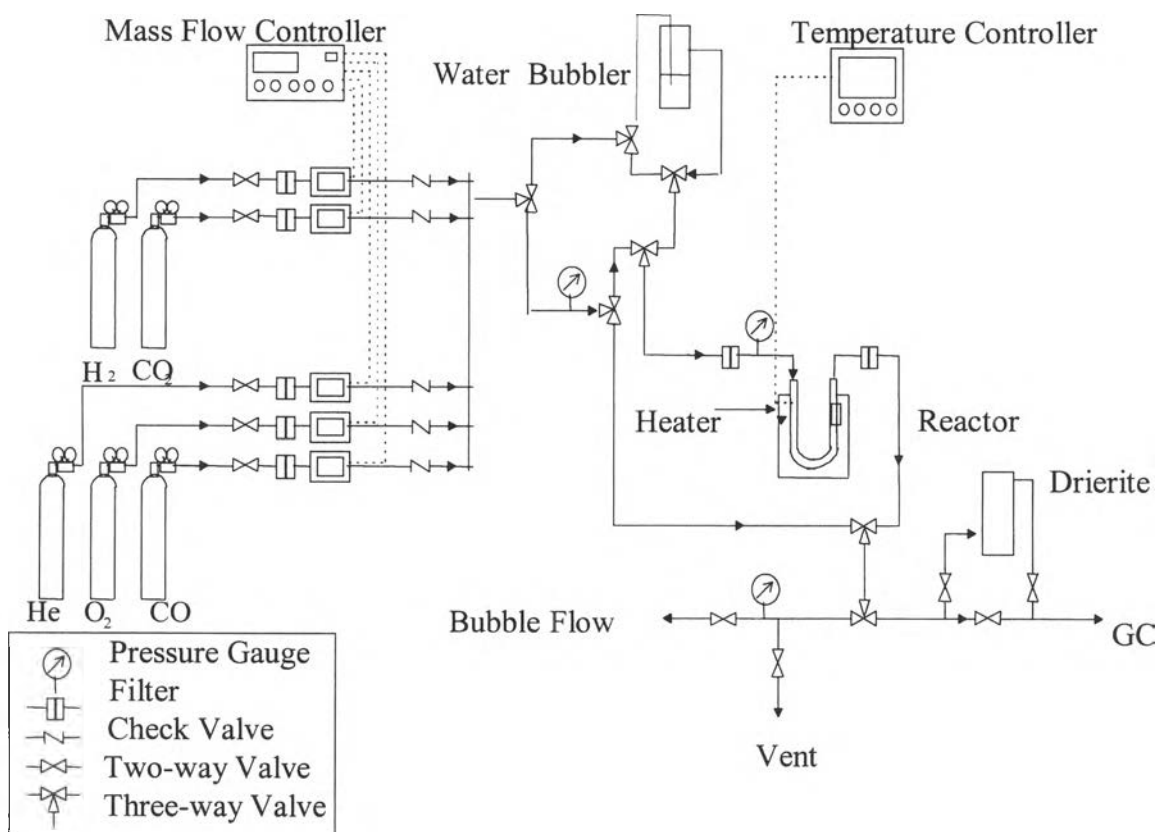 Mass Flow Controller
Temperature Controller
Water Bubbler
H2
CO2
Heater
Reactor
Drierite
He
O2
CO
Bubble Flow
GC
Vent
Pressure Gauge
Filter
Check Valve
Two-way Valve
Three-way Valve